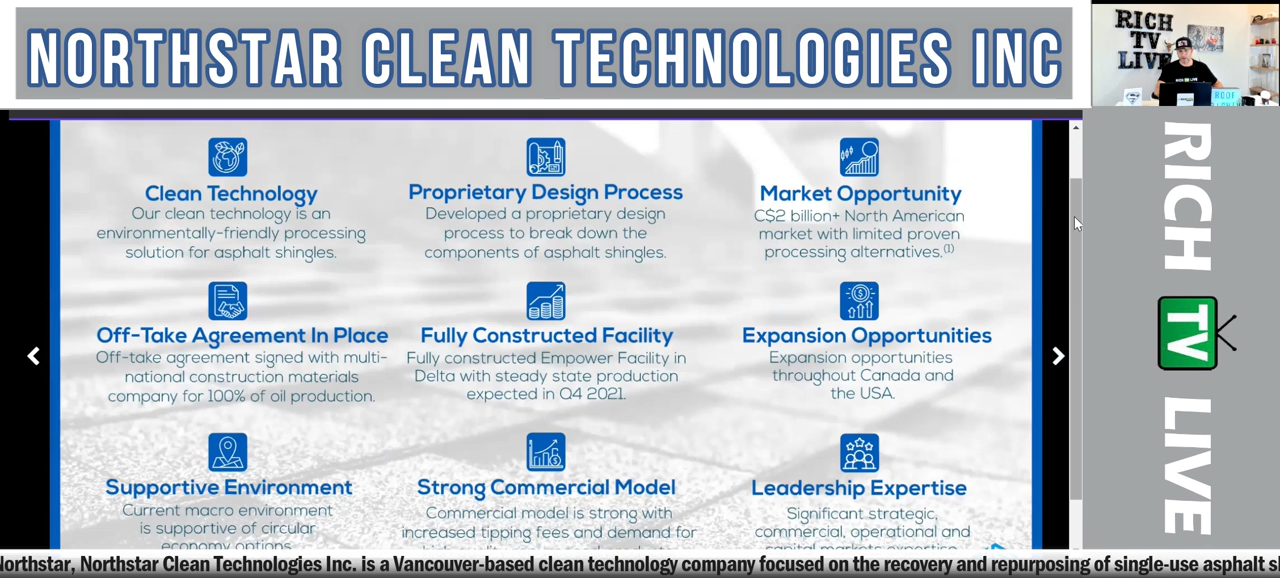 NORTHSTAR CLEAN TECHNOLOGIES INC
RICH
TV
LIVE
Clean Technology
Our clean technology is an
environmentally-friendly processing
solution for asphalt shingles.
Proprietary Design Process
Developed a proprietary design
process to break down the
components of asphalt shingles.
Market Opportunity
C$2 billion+ North American
market with limited proven
processing alternatives.(1)
Off-Take Agreement In Place
Off-take agreement signed with multi-
national construction materials
company for 100% of oil production.
Fully Constructed Facility
Fully constructed Empower Facility in
Delta with steady state production
expected in Q4 2021.
Expansion Opportunities
Expansion opportunities
throughout Canada and
the USA.
Supportive Environment
Current macro environment
is supportive of circular
economy options
Strong Commercial Model
Commercial model is strong with
increased tipping fees and demand for
Leadership Expertise
Significant strategic,
commercial, operational and
capital markets expertise
RICH TV LIVE
Northstar, Northstar Clean Technologies Inc. is a Vancouver-based clean technology company focused on the recovery and repurposing of single-use asphalt